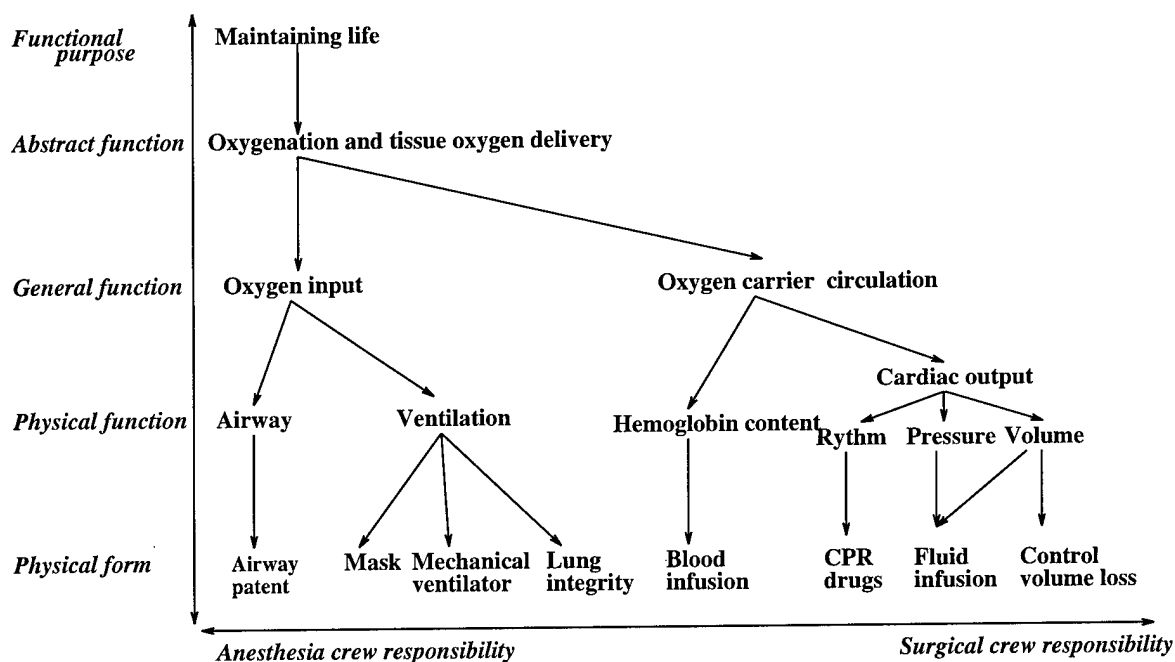 Functional
purpose
Maintaining life
Abstract function
Oxygenation and tissue oxygen delivery
General function
Oxygen input
Oxygen carrier circulation
Cardiac output
Physical function
Airway
Ventilation
Hemoglobin content
Rythm
Pressure
Volume
Physical form
Airway
patent
Mask
Mechanical
ventilator
Lung
integrity
Blood
infusion
CPR
drugs
Fluid
infusion
Control
volume loss
Anesthesia crew responsibility
Surgical crew responsibility